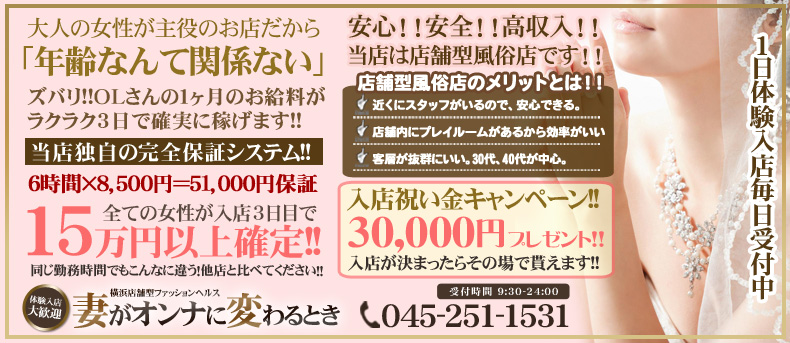 大人の女性が主役のお店だから
「年齢なんて関係ない」
ズバリ!!OLさんの1ヶ月のお給料が
ラクラク3日で確実に稼げます!!
当店独自の完全保証システム!!
6時間×8,500円=51,000円保証
全ての女性が入店3日目で
15万円以上確定!!
同じ勤務時間でもこんなに違う!他店と比べてください!!
体験入店
大歓迎
横浜店舗型ファッションヘルス
妻がオンナに変わるとき
安心!!安全!!高収入!!
当店は店舗型風俗店です!!
店舗型風俗店のメリットとは!!
近くにスタッフがいるので、安心できる。
店舗内にプレイルームがあるから効率がいい
客層が抜群にいい。30代、40代が中心。
入店祝い金キャンペーン!!
30,000円プレゼント!!
入店が決まったらその場で貰えます!!
受付時間 9:30-24:00
045-251-1531
1日体験入店毎日受付中